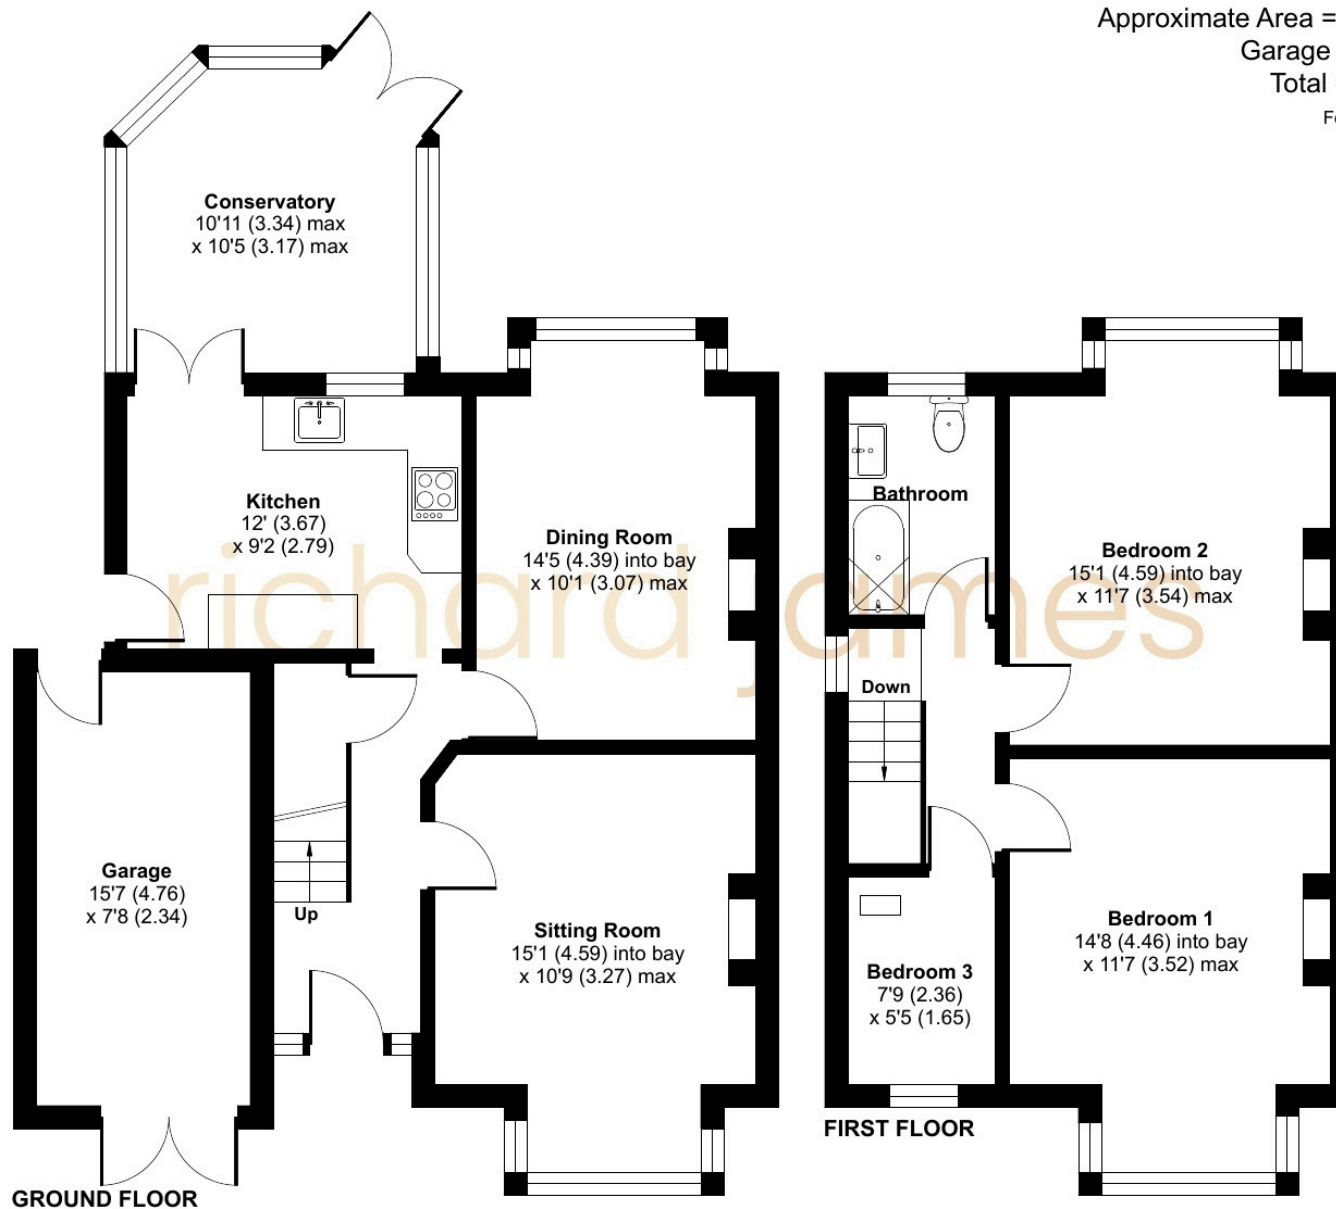 Approximate Area =
Garage
Total
Conservatory
10'11 (3.34) max
x 10'5 (3.17) max
Kitchen
12' (3.67)
x 9'2 (2.79)
Dining Room
14'5 (4.39) into bay
x 10'1 (3.07) max
Bathroom
Bedroom 2
15'1 (4.59) into bay
x 11'7 (3.54) max
richard james
Down
Garage
15'7 (4.76)
x 7'8 (2.34)
Up
Sitting Room
15'1 (4.59) into bay
x 10'9 (3.27) max
Bedroom 3
7'9 (2.36)
x 5'5 (1.65)
Bedroom 1
14'8 (4.46) into bay
x 11'7 (3.52) max
FIRST FLOOR
GROUND FLOOR